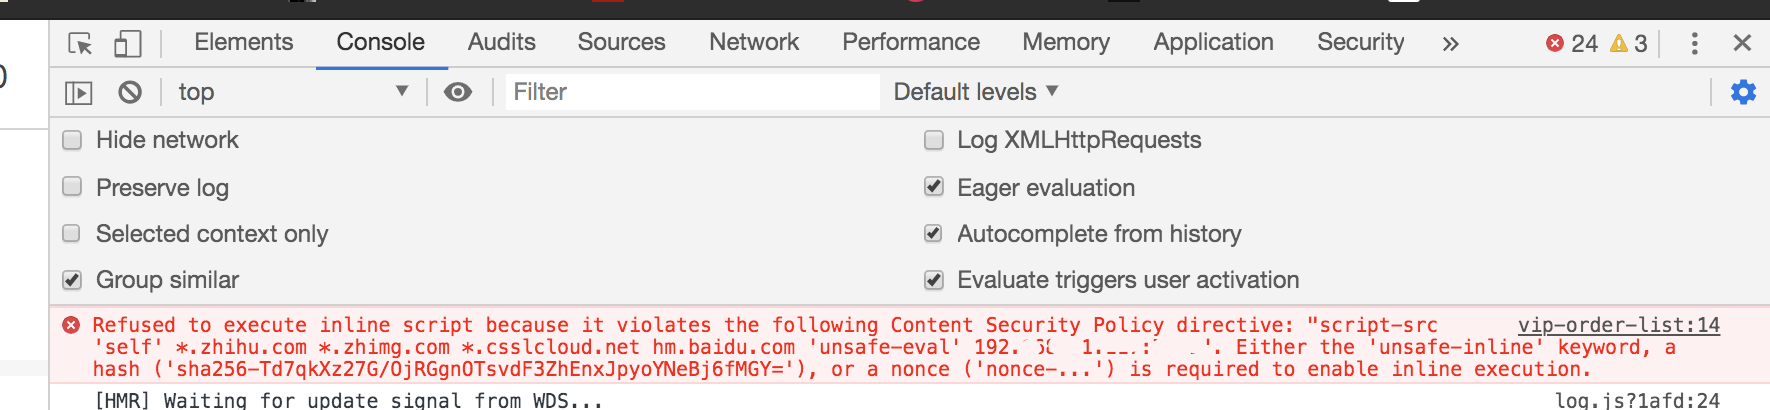 Elements Console Audits Sources Network Performance Memory Application Security » 24 3
top Filter Default levels
Hide network Log XMLHttpRequests
Preserve log Eager evaluation
Selected context only Autocomplete from history
Group similar Evaluate triggers user activation
Refused to execute inline script because it violates the following Content Security Policy directive: "script-src vip-order-list:14
'self' *.zhihu.com *.zhimg.com *.csslcloud.net hm.baidu.com 'unsafe-eval' Either the 'unsafe-inline' keyword, a
hash ('sha256-Td7qkXz27G/OjRGgnOTsvdF3ZhEnxJpyoYNeBj6fMGY='), or a nonce ('nonce-...') is required to enable inline execution.
[HMR] Waiting for update signal from WDS... log.js?1afd:24